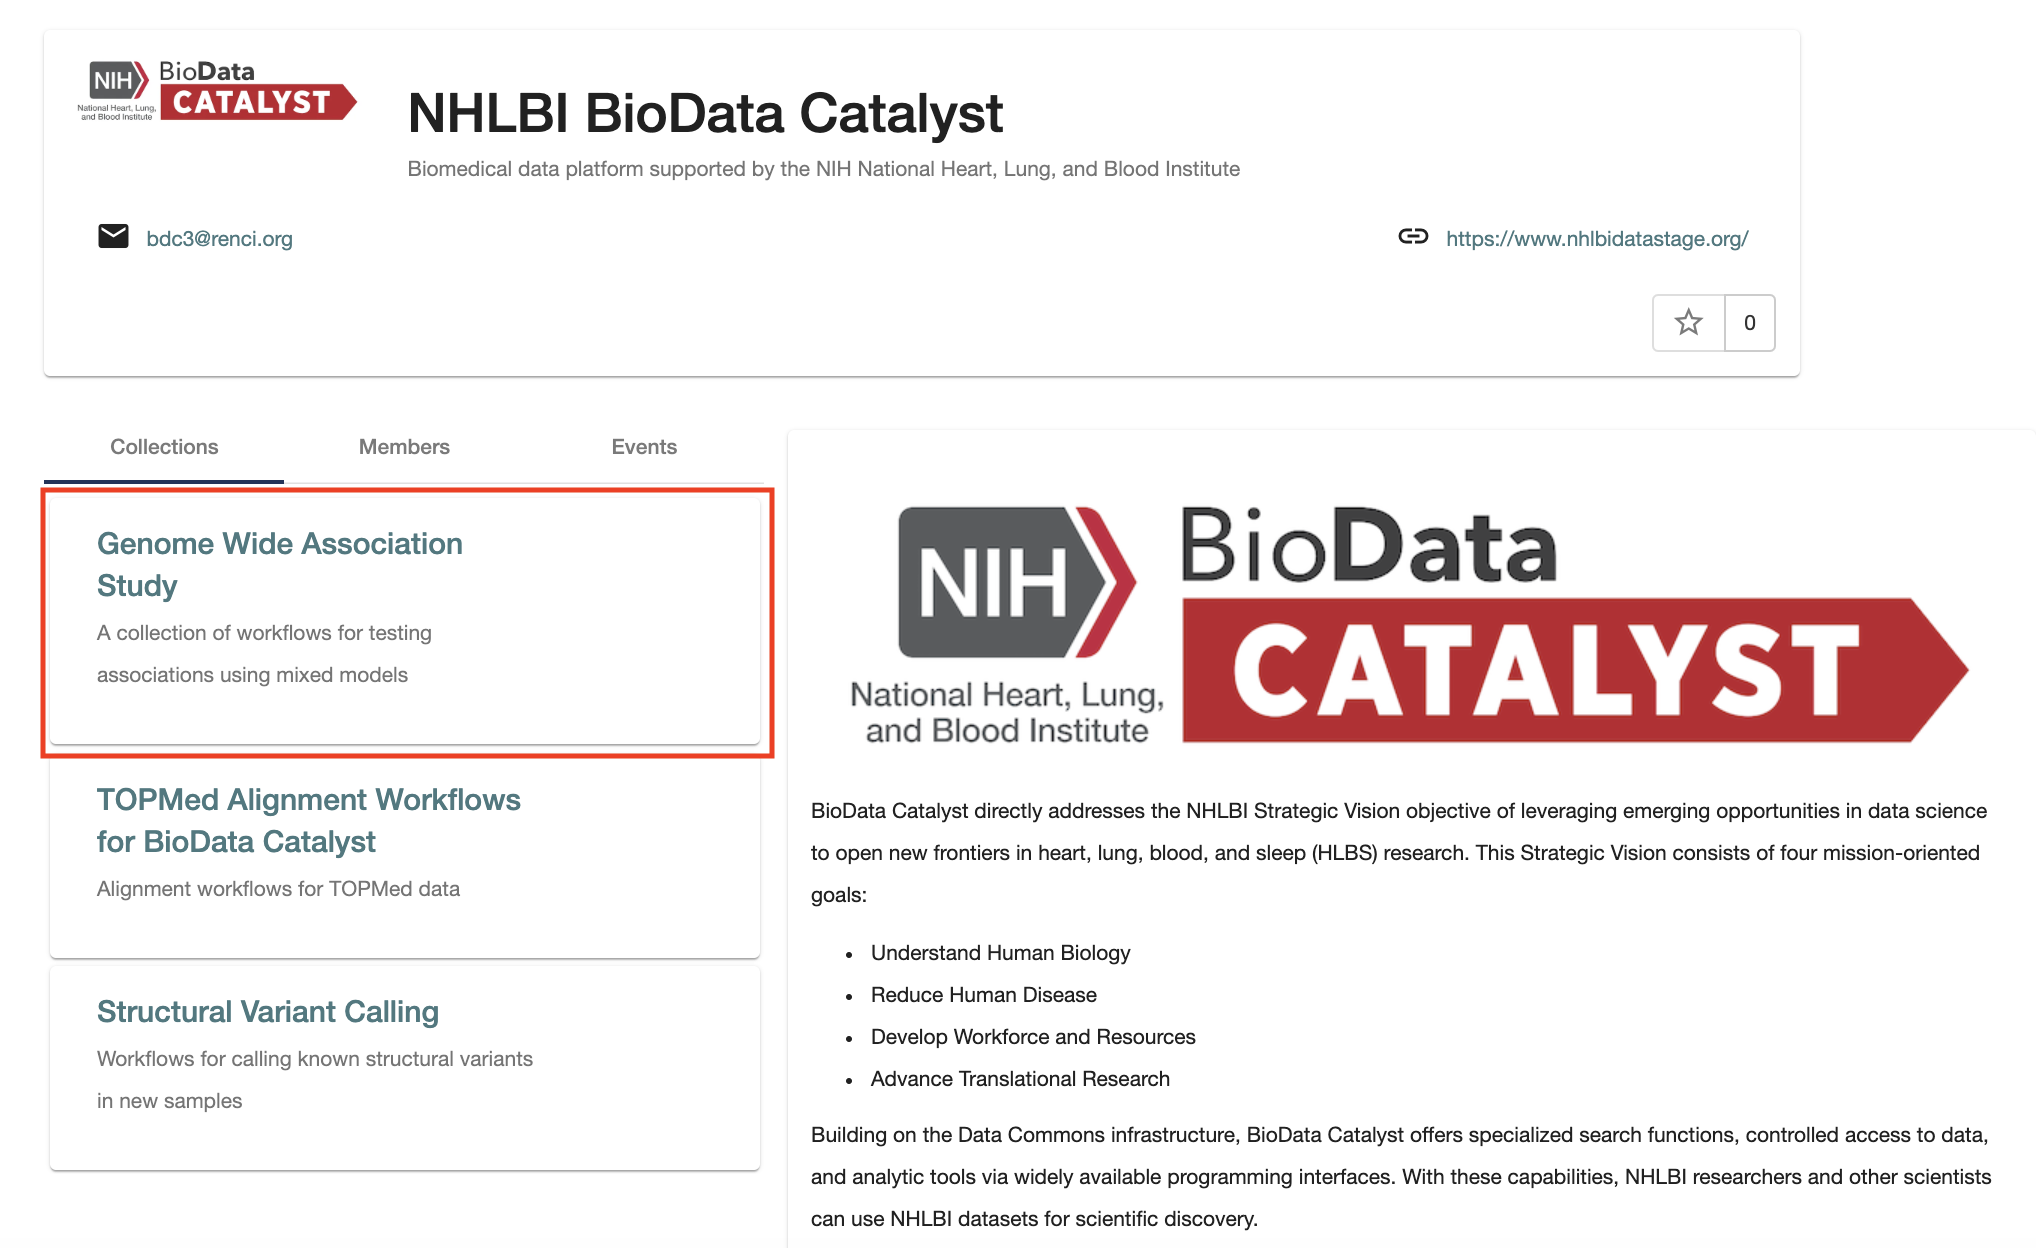 NIH
National Heart, Lung,
and Blood Institute
BioData
CATALYST
NHLBI BioData Catalyst
Biomedical data platform supported by the NIH National Heart, Lung, and Blood Institute
bdc3@renci.org
https://www.nhlbidatastage.org/
0
Collections
Members
Events
Genome Wide Association
Study
A collection of workflows for testing
associations using mixed models
TOPMed Alignment Workflows
for BioData Catalyst
Alignment workflows for TOPMed data
Structural Variant Calling
Workflows for calling known structural variants
in new samples
NIH
National Heart, Lung,
and Blood Institute
BioData
CATALYST
BioData Catalyst directly addresses the NHLBI Strategic Vision objective of leveraging emerging opportunities in data science
to open new frontiers in heart, lung, blood, and sleep (HLBS) research. This Strategic Vision consists of four mission-oriented
goals:
• Understand Human Biology
• Reduce Human Disease
• Develop Workforce and Resources
• Advance Translational Research
Building on the Data Commons infrastructure, BioData Catalyst offers specialized search functions, controlled access to data,
and analytic tools via widely available programming interfaces. With these capabilities, NHLBI researchers and other scientists
can use NHLBI datasets for scientific discovery.